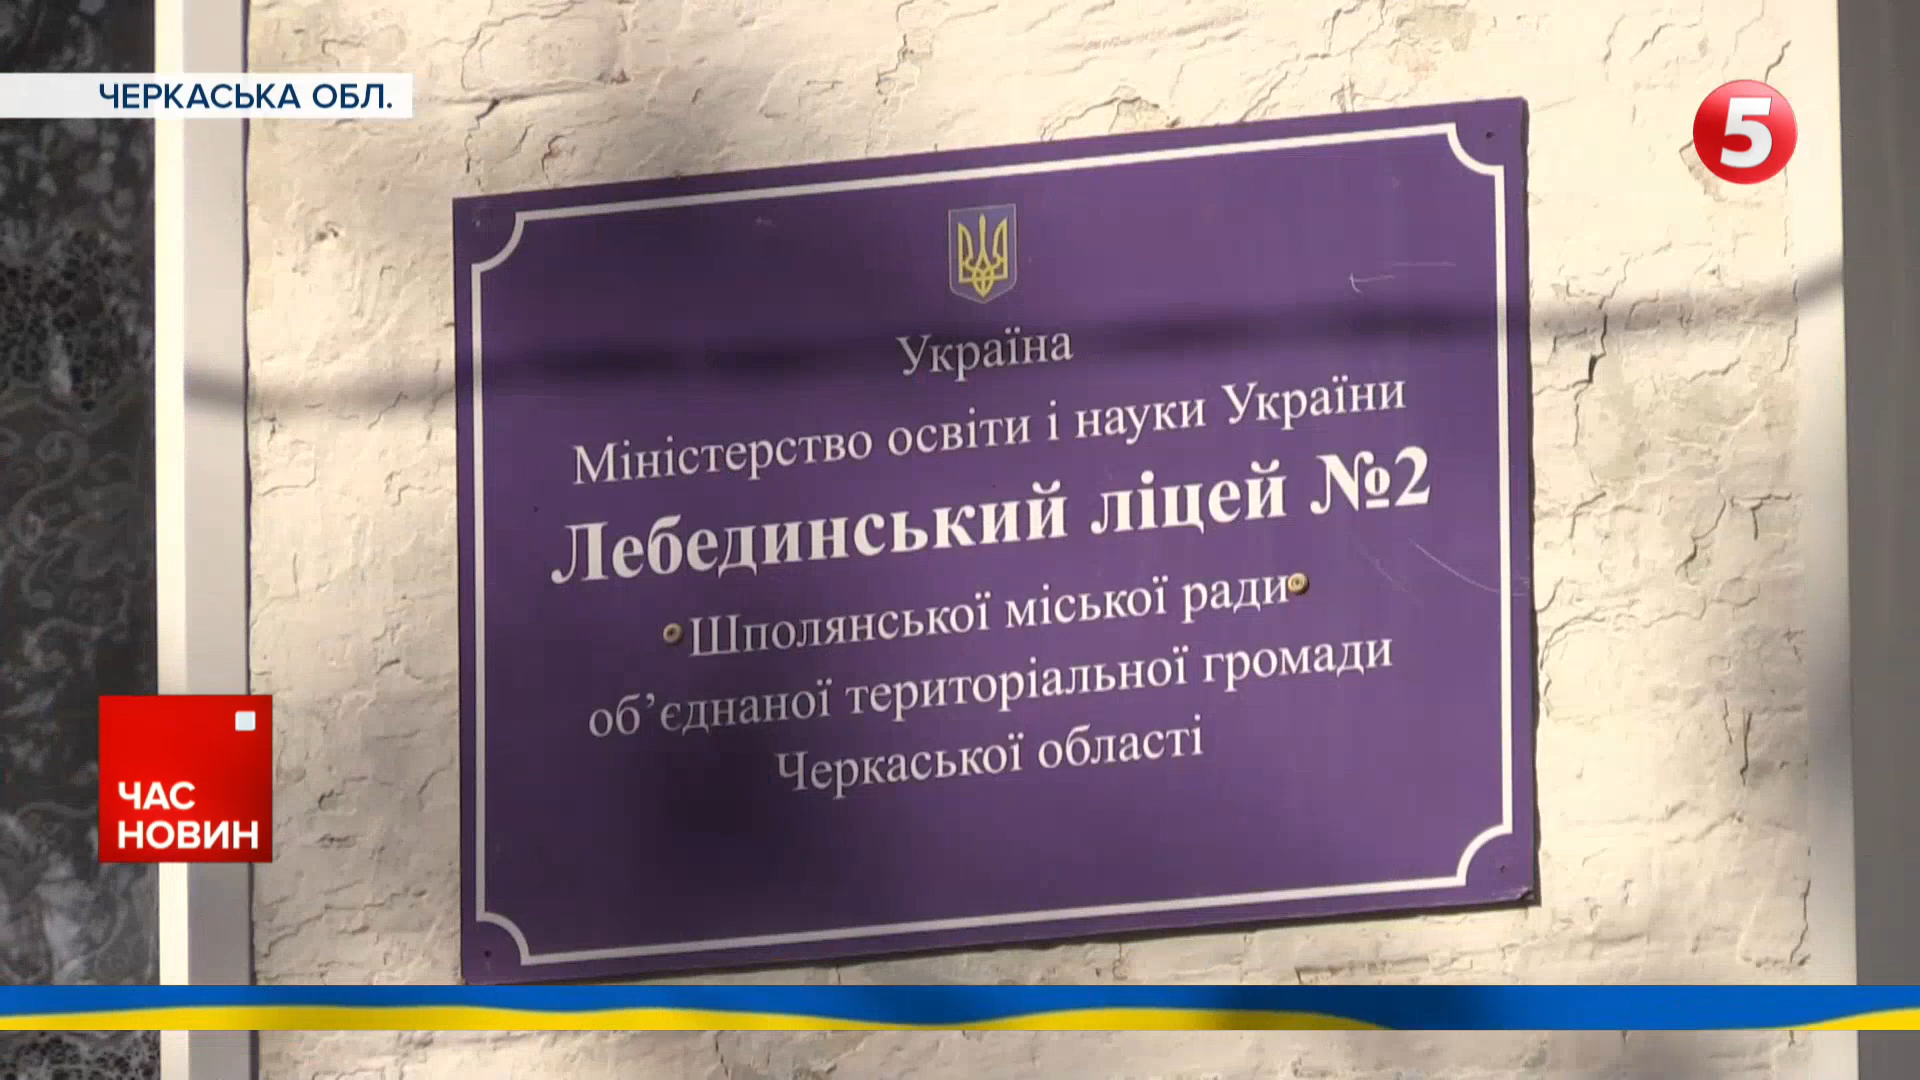 ЧЕРКАСЬКА ОБЛ.
5
Україна
Міністерство освіти і науки України
Лебединський ліцей №2
Шполянської міської ради
об’єднаної територіальної громади
Черкаської області
ЧАС
НОВИН